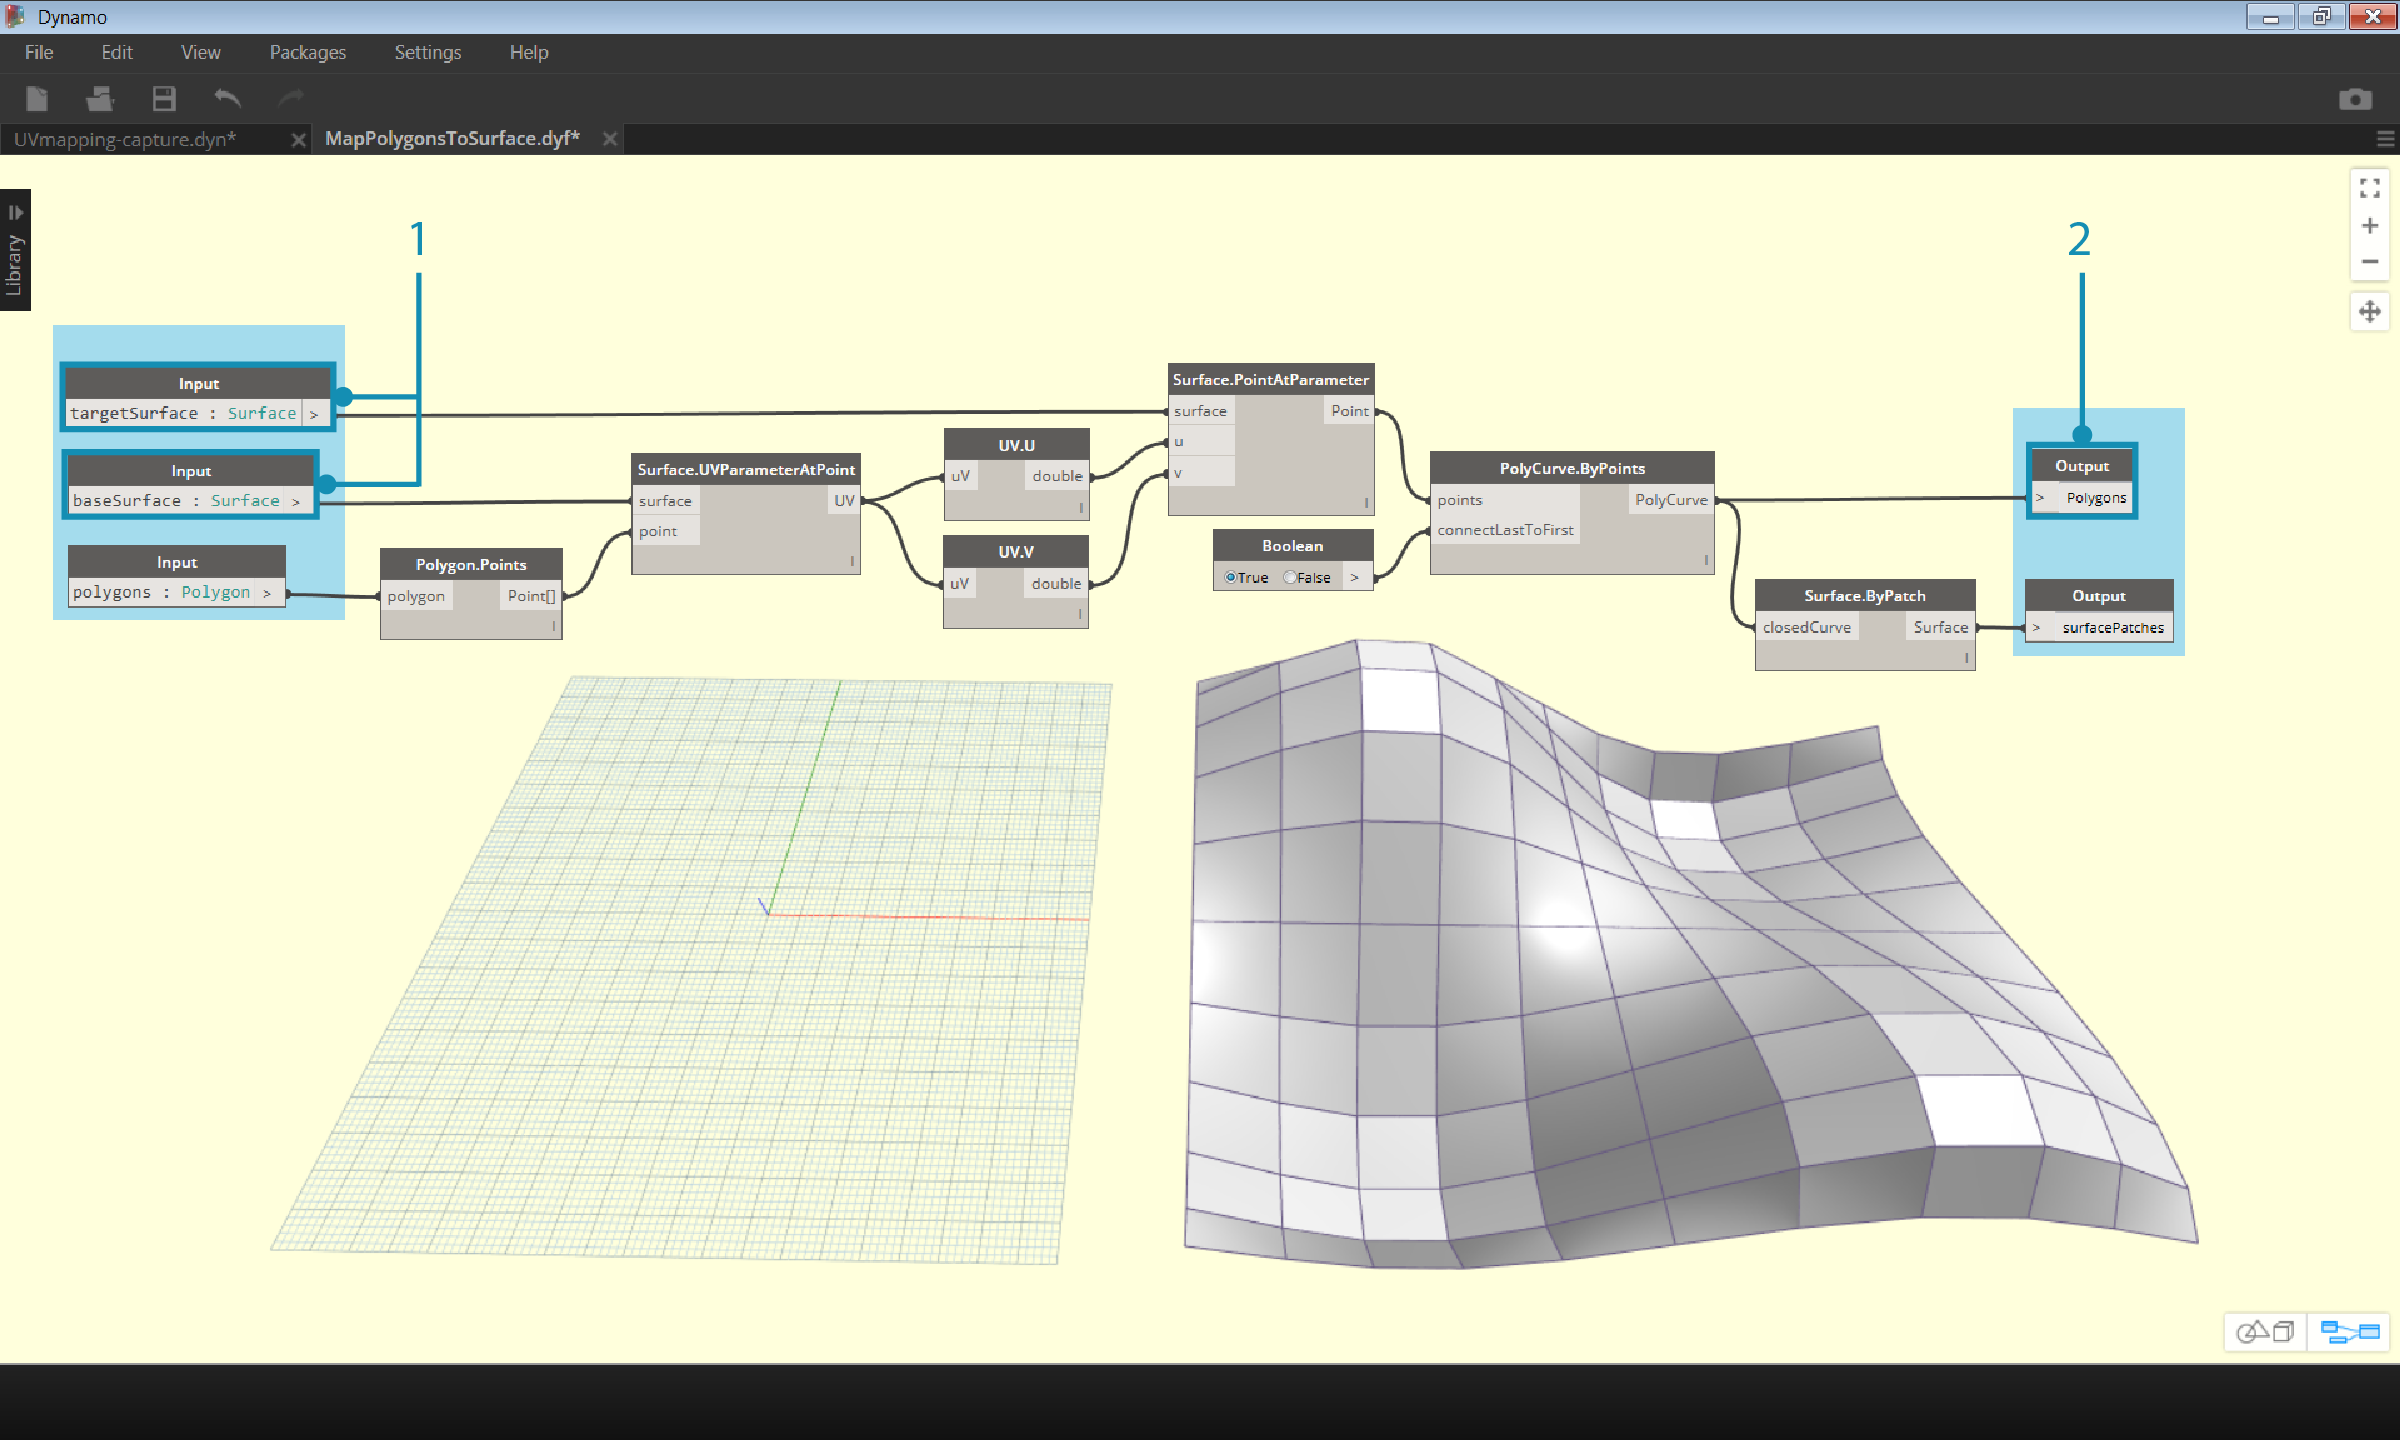 Dynamo
File Edit View Packages Settings Help
UVmapping-capture.dyn* MapPolygonsToSurface.dyf*
Library
1
2
Input
targetSurface : Surface >
Input
baseSurface : Surface >
Input
polygons : Polygon >
Polygon.Points
polygon Point[]
Surface.UVParameterAtPoint
surface UV
point
UV.U
uV double
UV.V
uV double
Surface.PointAtParameter
surface Point
u
v
Boolean
True False >
PolyCurve.ByPoints
points PolyCurve
connectLastToFirst
Surface.ByPatch
closedCurve Surface
Output
> Polygons
Output
> surfacePatches